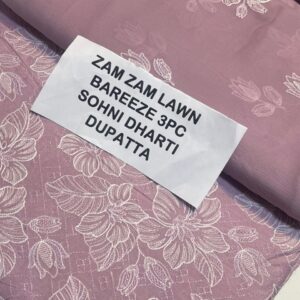 ZAM ZAM LAWN
BAREEZE 3PC
SOHNI DHARTI
DUPATTA